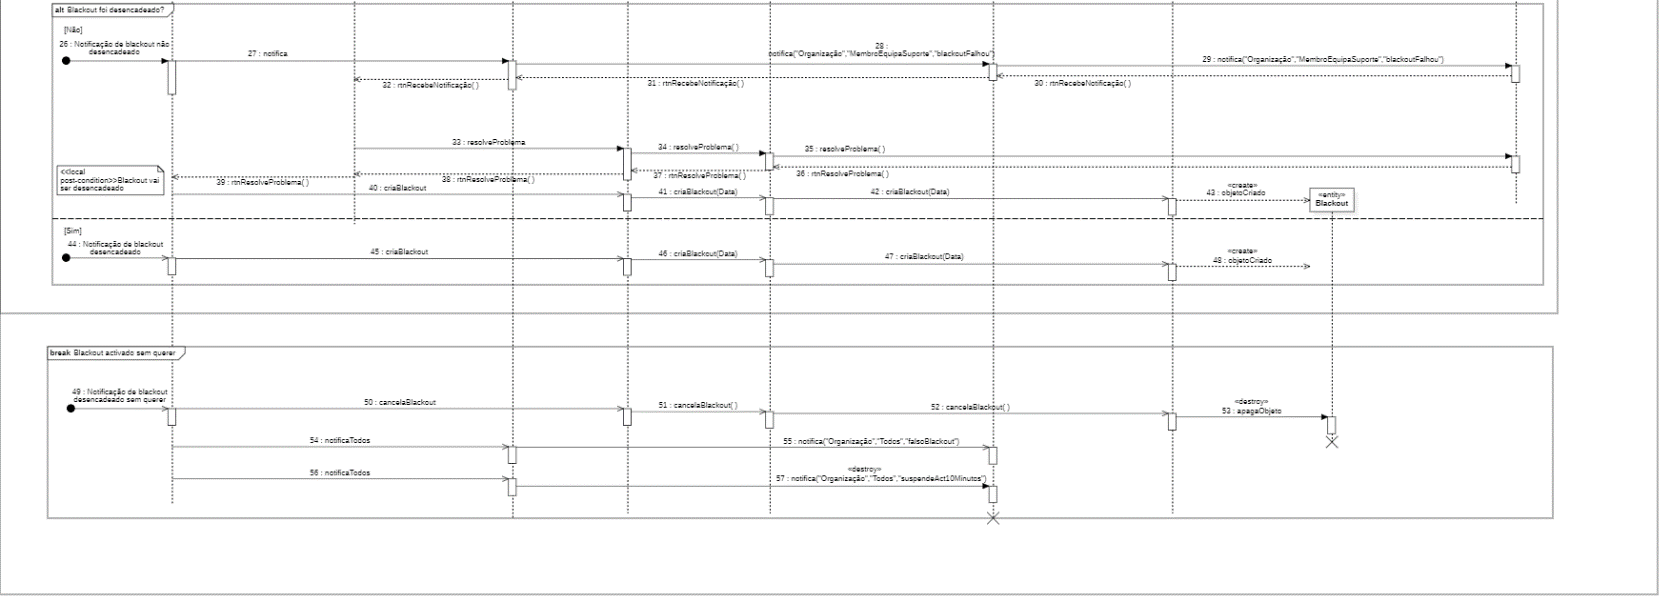 alt Blackout foi desencadeado?
[Não]
26 : Notificação de blackout não
desencadeado
27 : notifica
28 :
notifica("Organização","MembroEquipaSuporte","blackoutFalhou")
29 : notifica("Organização","MembroEquipaSuporte","blackoutFalhou")
32 : rtnRecebeNotificação( )
31 : rtnRecebeNotificação( )
30 : rtnRecebeNotificação( )
33 : resolveProblema
34 : resolveProblema( )
35 : resolveProblema( )
<<local
post-condition>>Blackout vai
ser desencadeado
39 : rtnResolveProblema( )
38 : rtnResolveProblema( )
37 : rtnResolveProblema( )
36 : rtnResolveProblema( )
40 : criaBlackout
41 : criaBlackout(Data)
42 : criaBlackout(Data)
«create»
43 : objetoCriado
«entity»
Blackout
[Sim]
44 : Notificação de blackout
desencadeado
45 : criaBlackout
46 : criaBlackout(Data)
47 : criaBlackout(Data)
«create»
48 : objetoCriado
break Blackout activado sem querer
49 : Notificação de blackout
desencadeado sem querer
50 : cancelaBlackout
51 : cancelaBlackout( )
52 : cancelaBlackout( )
«destroy»
53 : apagaObjeto
54 : notificaTodos
55 : notifica("Organização","Todos","falsoBlackout")
56 : notificaTodos
«destroy»
57 : notifica("Organização","Todos","suspendeAct10Minutos")